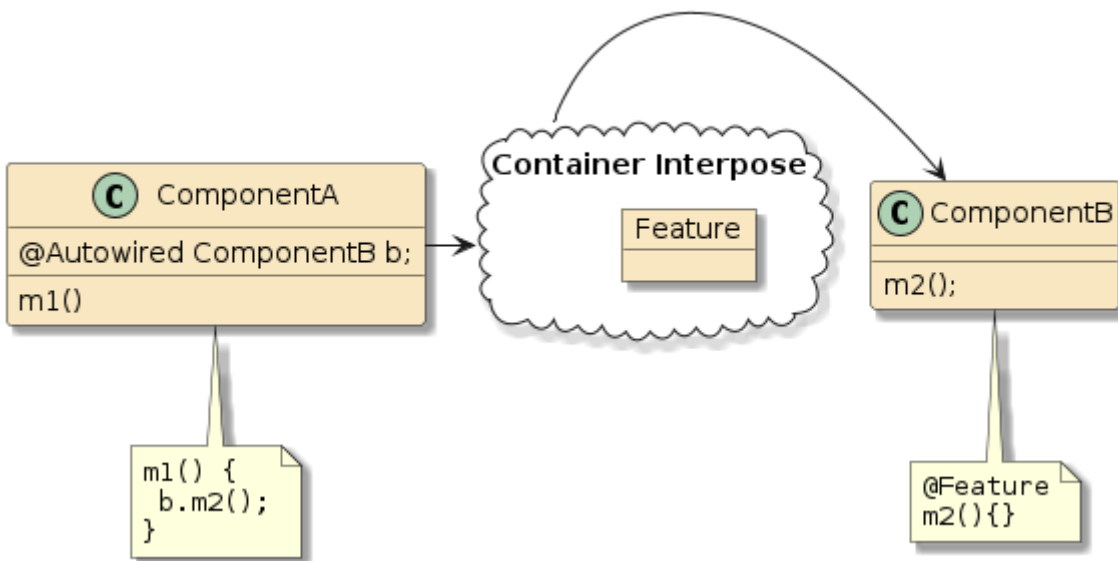 C ComponentA
@Autowired ComponentB b;
m1()
m1() {
 b.m2();
}
Container Interpose
Feature
C ComponentB
m2();
@Feature
m2(){}